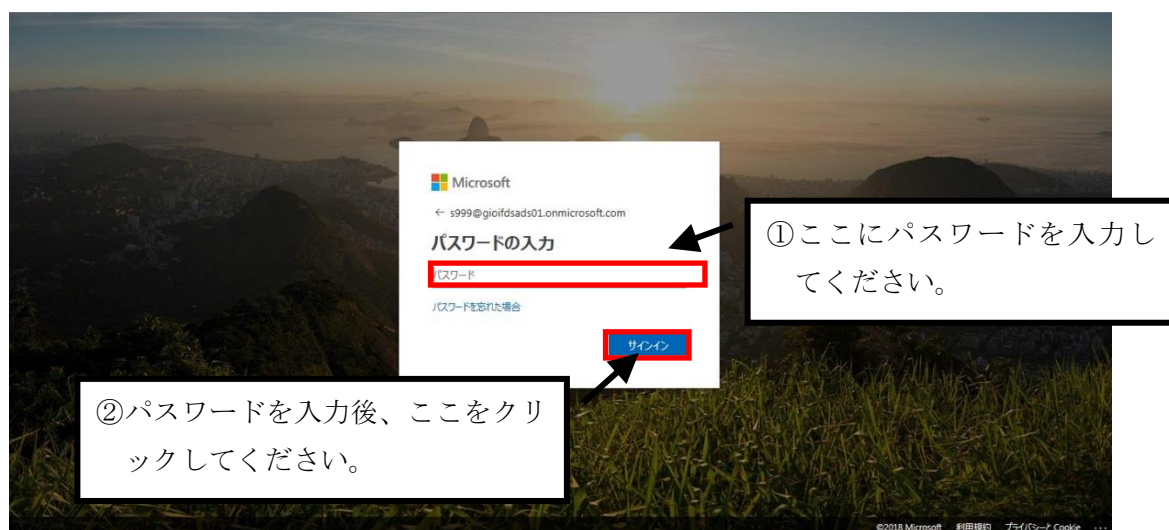 Microsoft
← s999@gioifdsads01.onmicrosoft.com
パスワードの入力
パスワード
パスワードを忘れた場合
サインイン
①ここにパスワードを入力し
てください。
②パスワードを入力後、ここをクリ
ックしてください。
©2018 Microsoft 利用規約 プライバシーと Cookie ...